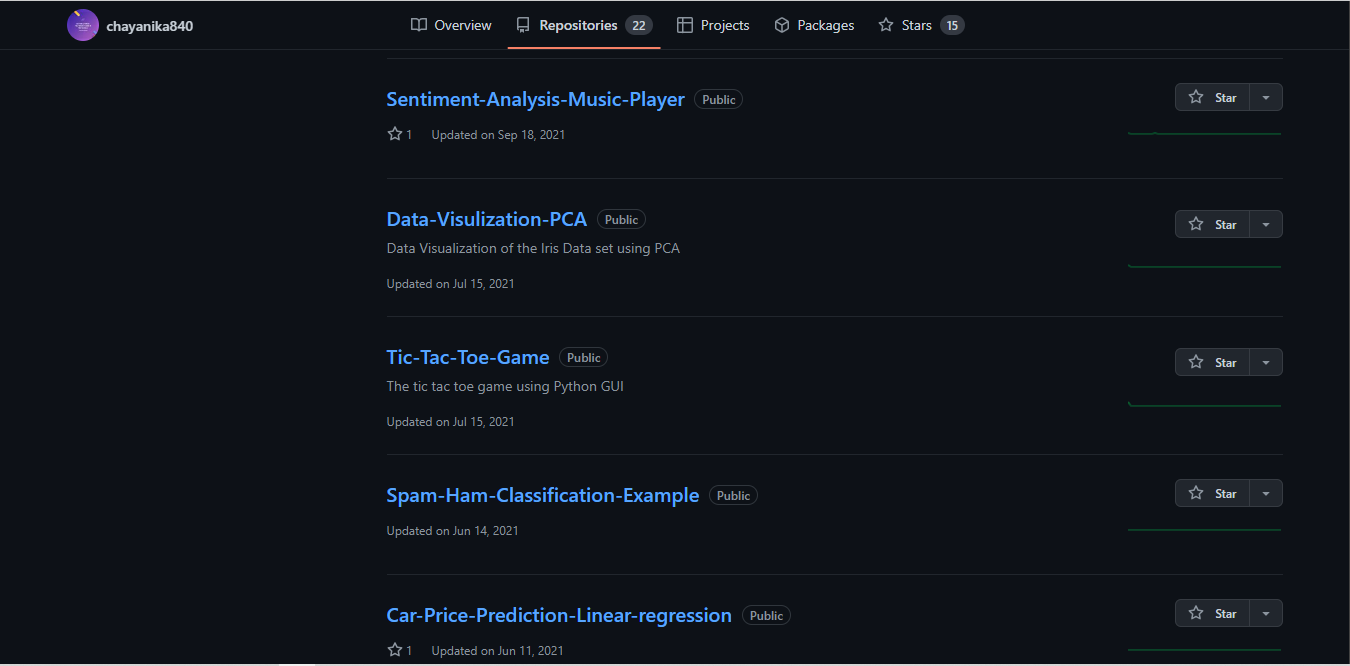 chayanika840
Overview Repositories 22 Projects Packages Stars 15
Sentiment-Analysis-Music-Player Public Star
1 Updated on Sep 18, 2021
Data-Visulization-PCA Public Star
Data Visualization of the Iris Data set using PCA
Updated on Jul 15, 2021
Tic-Tac-Toe-Game Public Star
The tic tac toe game using Python GUI
Updated on Jul 15, 2021
Spam-Ham-Classification-Example Public Star
Updated on Jun 14, 2021
Car-Price-Prediction-Linear-regression Public Star
1 Updated on Jun 11, 2021